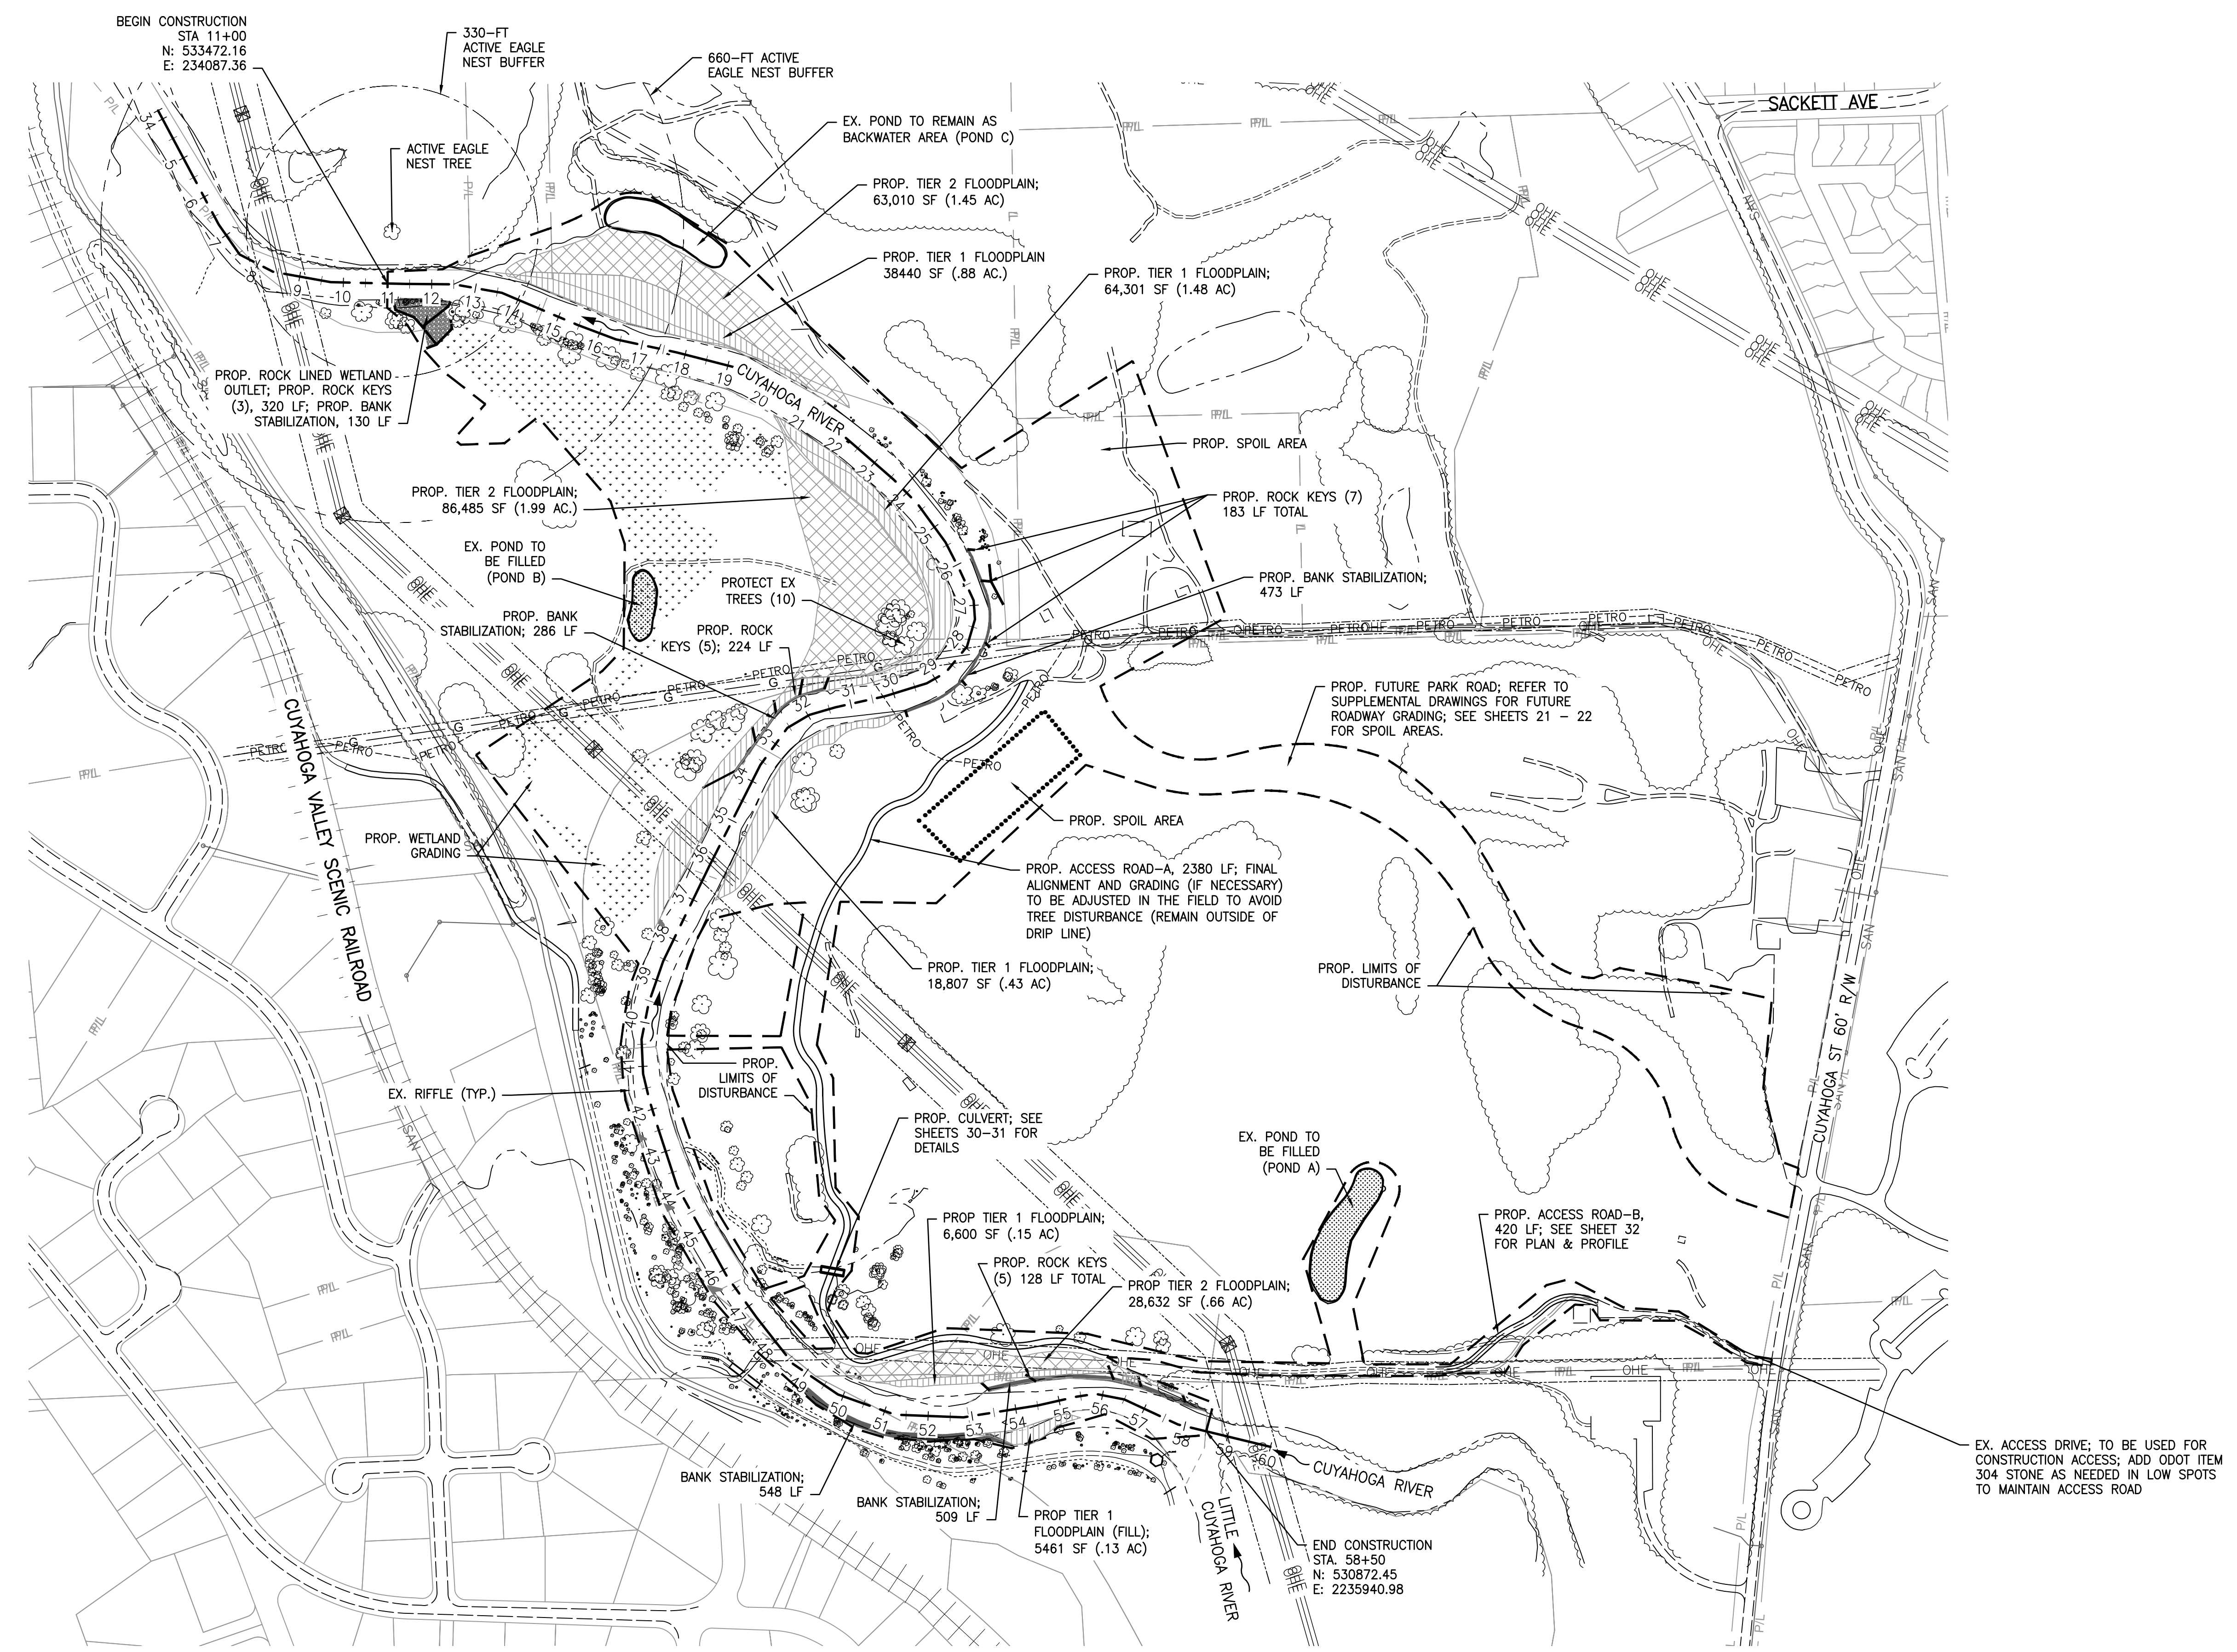 BEGIN CONSTRUCTION
STA 11+00
N: 533472.16
E: 234087.36
330-FT
ACTIVE EAGLE
NEST BUFFER
660-FT ACTIVE
EAGLE NEST BUFFER
ACTIVE EAGLE
NEST TREE
EX. POND TO REMAIN AS
BACKWATER AREA (POND C)
PROP. TIER 2 FLOODPLAIN;
63,010 SF (1.45 AC)
PROP. TIER 1 FLOODPLAIN
38440 SF (.88 AC.)
PROP. TIER 1 FLOODPLAIN;
64,301 SF (1.48 AC)
SACKETT AVE
PROP. ROCK LINED WETLAND
OUTLET; PROP. ROCK KEYS
(3), 320 LF; PROP. BANK
STABILIZATION, 130 LF
CUYAHOGA RIVER
PROP. SPOIL AREA
PROP. TIER 2 FLOODPLAIN;
86,485 SF (1.99 AC.)
PROP. ROCK KEYS (7)
183 LF TOTAL
EX. POND TO
BE FILLED
(POND B)
PROTECT EX
TREES (10)
PROP. BANK STABILIZATION;
473 LF
PROP. BANK
STABILIZATION; 286 LF
PROP. ROCK
KEYS (5); 224 LF
PROP. FUTURE PARK ROAD; REFER TO
SUPPLEMENTAL DRAWINGS FOR FUTURE
ROADWAY GRADING; SEE SHEETS 21 - 22
FOR SPOIL AREAS.
CUYAHOGA VALLEY SCENIC RAILROAD
PROP. WETLAND
GRADING
PROP. SPOIL AREA
PROP. ACCESS ROAD-A, 2380 LF; FINAL
ALIGNMENT AND GRADING (IF NECESSARY)
TO BE ADJUSTED IN THE FIELD TO AVOID
TREE DISTURBANCE (REMAIN OUTSIDE OF
DRIP LINE)
PROP. TIER 1 FLOODPLAIN;
18,807 SF (.43 AC)
PROP. LIMITS OF
DISTURBANCE
CUYAHOGA ST 60' R/W
PROP.
LIMITS OF
DISTURBANCE
EX. RIFFLE (TYP.)
PROP. CULVERT; SEE
SHEETS 30-31 FOR
DETAILS
EX. POND TO
BE FILLED
(POND A)
PROP TIER 1 FLOODPLAIN;
6,600 SF (.15 AC)
PROP. ROCK KEYS
(5) 128 LF TOTAL
PROP TIER 2 FLOODPLAIN;
28,632 SF (.66 AC)
PROP. ACCESS ROAD-B,
420 LF; SEE SHEET 32
FOR PLAN & PROFILE
BANK STABILIZATION;
548 LF
BANK STABILIZATION;
509 LF
PROP TIER 1
FLOODPLAIN (FILL);
5461 SF (.13 AC)
LITTLE
CUYAHOGA RIVER
CUYAHOGA RIVER
END CONSTRUCTION
STA. 58+50
N: 530872.45
E: 2235940.98
EX. ACCESS DRIVE; TO BE USED FOR
CONSTRUCTION ACCESS; ADD ODOT ITEM
304 STONE AS NEEDED IN LOW SPOTS
TO MAINTAIN ACCESS ROAD